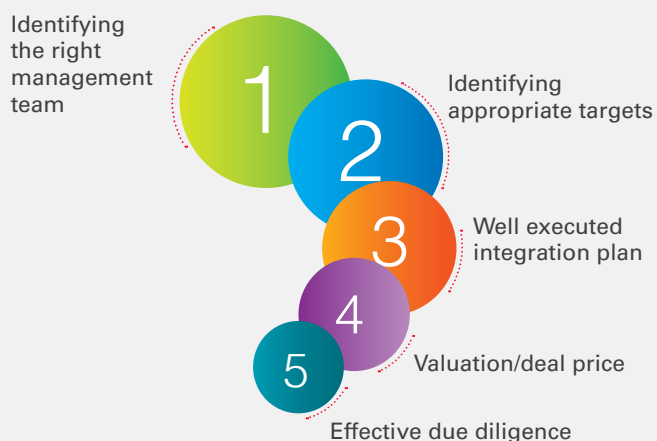 Identifying
the right
management
team
1
2
Identifying
appropriate targets
3
Well executed
integration plan
4
Valuation/deal price
5
Effective due diligence